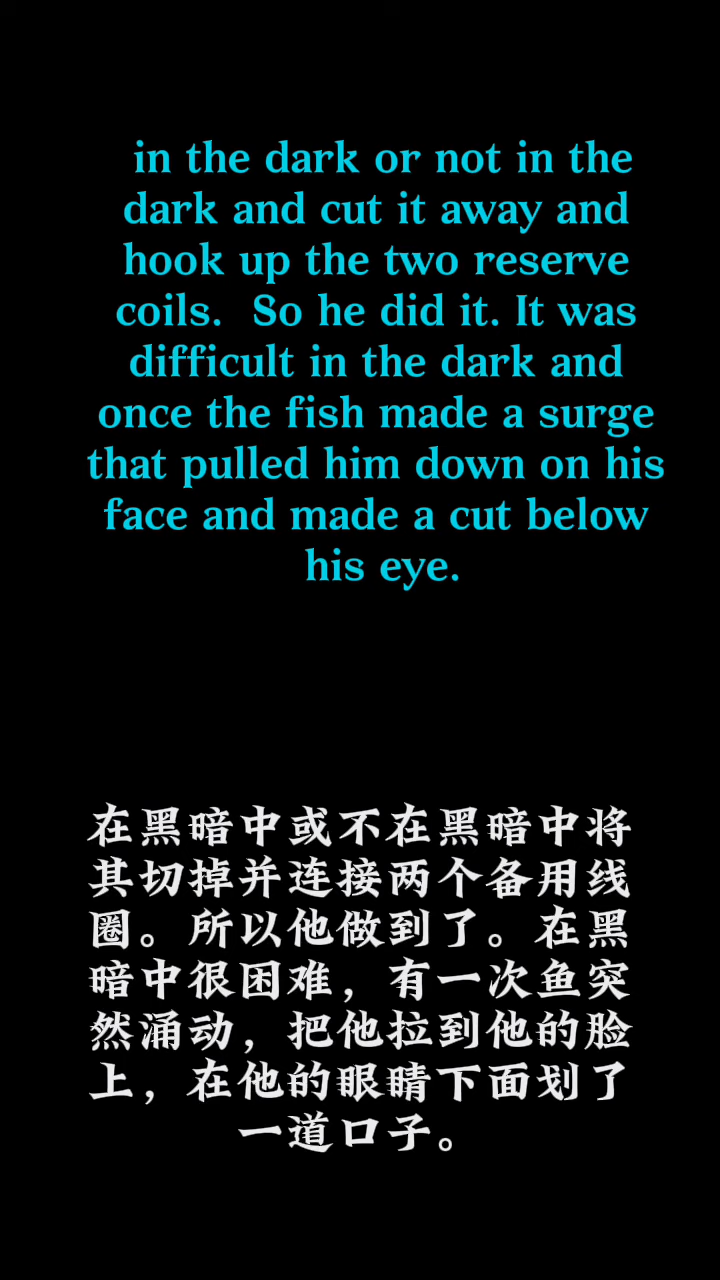 in the dark or not in the
dark and cut it away and
hook up the two reserve
coils.  So he did it. It was
difficult in the dark and
once the fish made a surge
that pulled him down on his
face and made a cut below
his eye.
在黑暗中或不在黑暗中将
其切掉并连接两个备用线
圈。所以他做到了。在黑
暗中很困难，有一次鱼突
然涌动，把他拉到他的脸
上，在他的眼睛下面划了
一道口子。